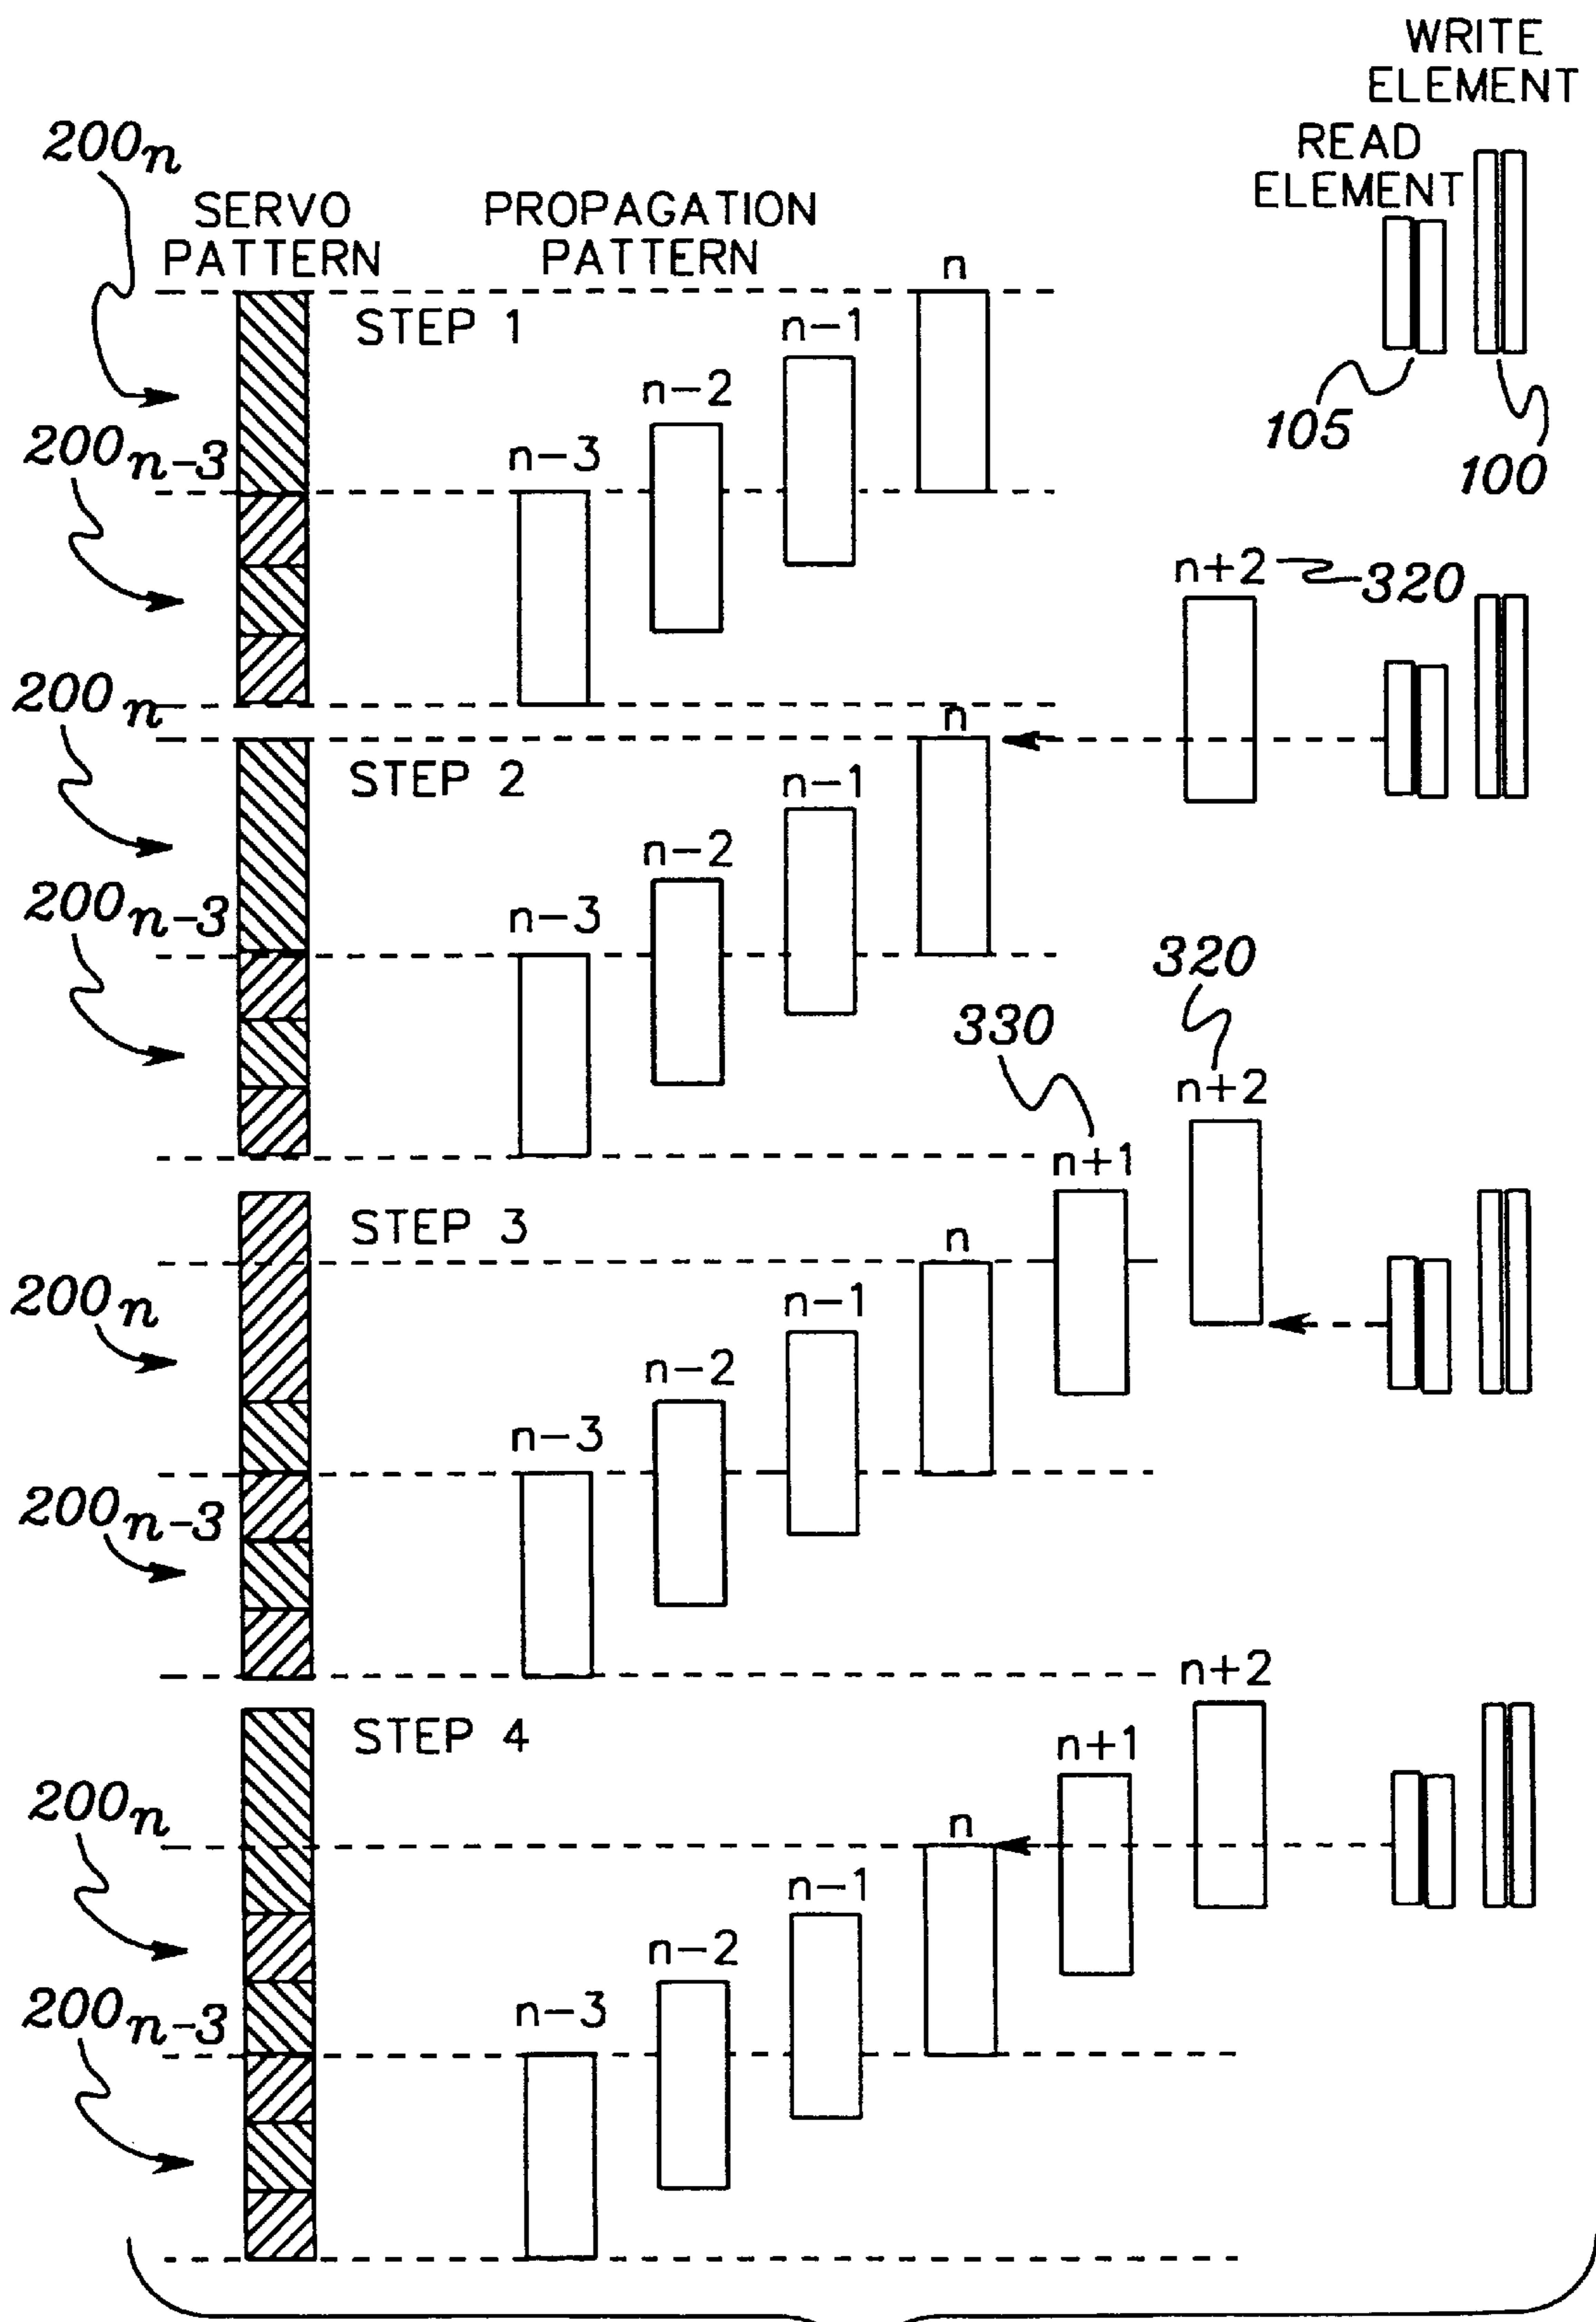 WRITE
ELEMENT
READ
ELEMENT
105
100
200n
SERVO
PATTERN
PROPAGATION
PATTERN
STEP 1
n
n-1
n-2
n-3
200n-3
n+2
320
200n
STEP 2
n
n-1
n-2
n-3
200n-3
330
320
n+2
n+1
STEP 3
n
200n
n-1
n-2
n-3
200n-3
n+2
STEP 4
n+1
n
200n
n-1
n-2
n-3
200n-3